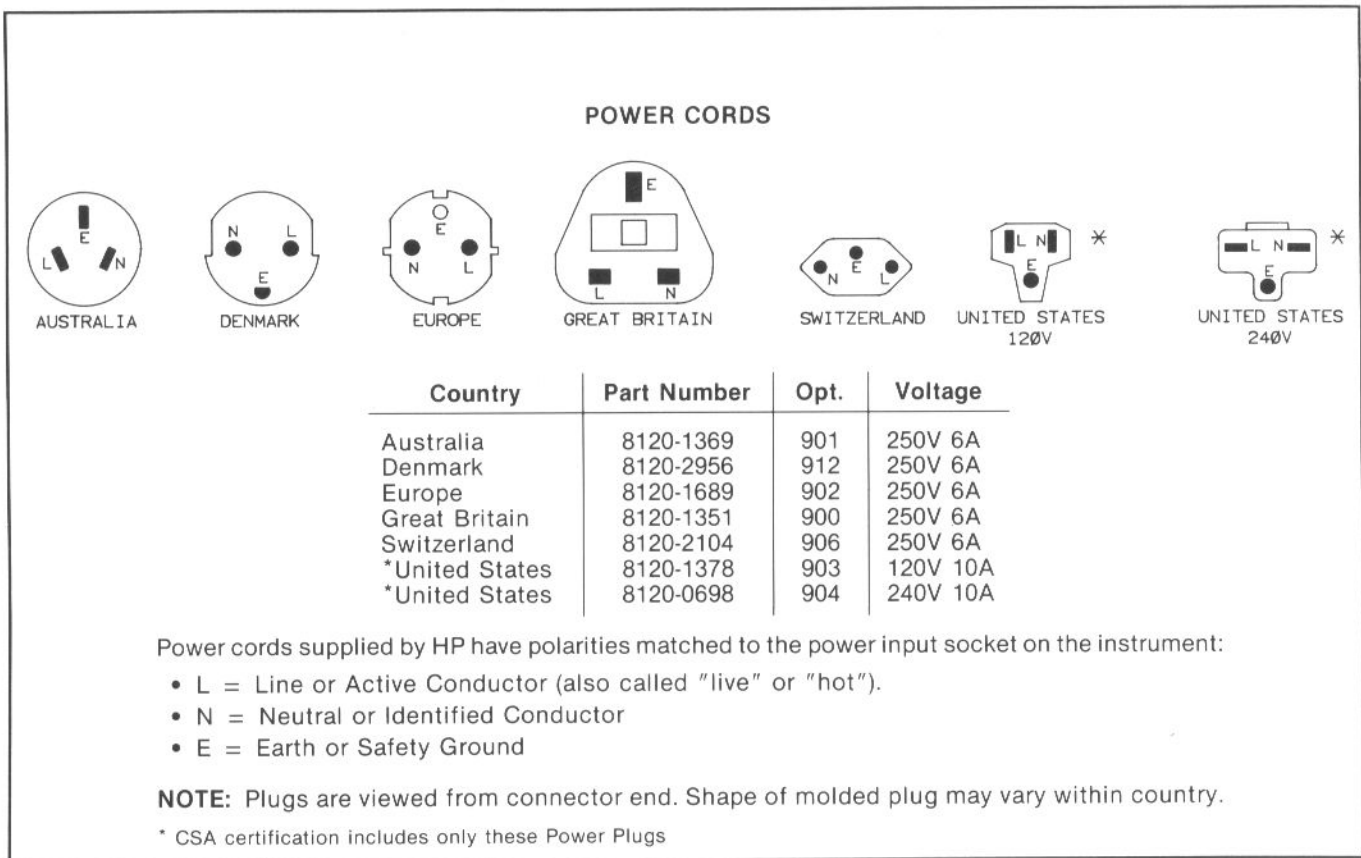 POWER CORDS
E
L N
AUSTRALIA
N L
E
DENMARK
E
N L
EUROPE
E
L N
GREAT BRITAIN
N E L
SWITZERLAND
L N *
E
UNITED STATES
120V
L N *
E
UNITED STATES
240V
Country Part Number Opt. Voltage
Australia 8120-1369 901 250V 6A
Denmark 8120-2956 912 250V 6A
Europe 8120-1689 902 250V 6A
Great Britain 8120-1351 900 250V 6A
Switzerland 8120-2104 906 250V 6A
*United States 8120-1378 903 120V 10A
*United States 8120-0698 904 240V 10A
Power cords supplied by HP have polarities matched to the power input socket on the instrument:
• L = Line or Active Conductor (also called "live" or "hot").
• N = Neutral or Identified Conductor
• E = Earth or Safety Ground
NOTE: Plugs are viewed from connector end. Shape of molded plug may vary within country.
* CSA certification includes only these Power Plugs